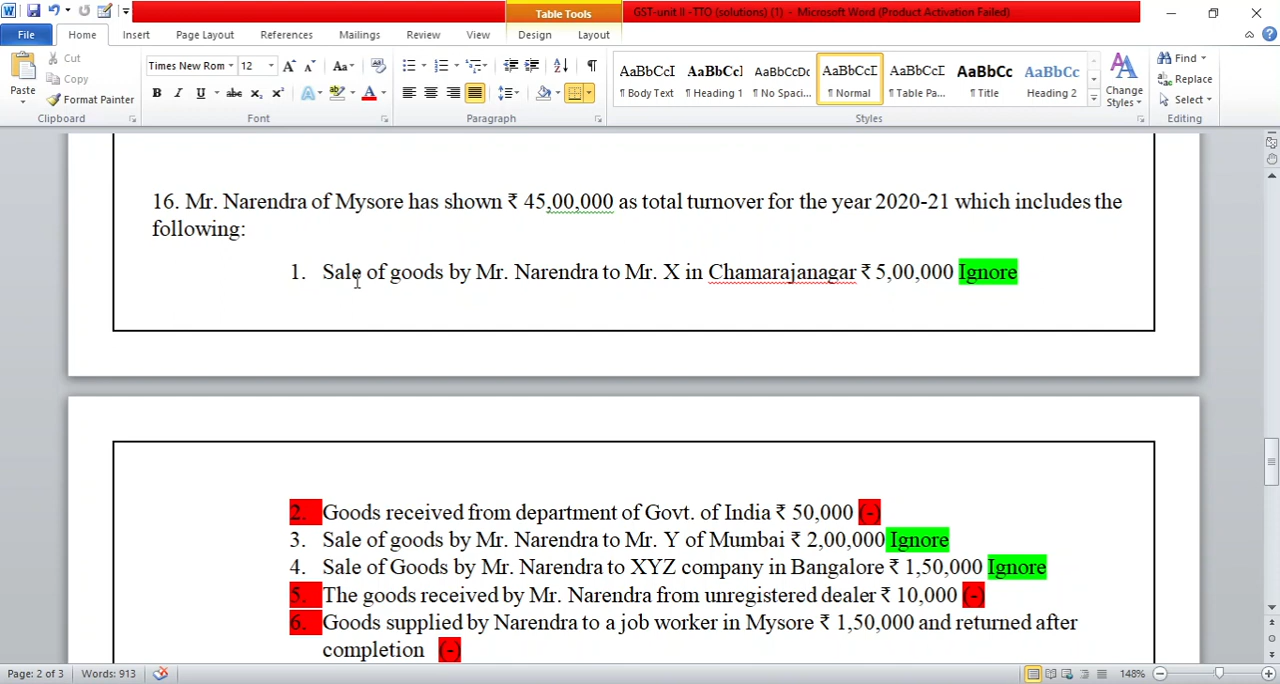 Table Tools
GST-unit II -TTO (solutions) (1) - Microsoft Word (Product Activation Failed)
File Home Insert Page Layout References Mailings Review View Design Layout
Paste
Cut
Copy
Format Painter
Clipboard
Times New Rom 12
Font
Paragraph
AaBbCcI AaBbCcI AaBbCcDc AaBbCcD AaBbCcD AaBbCc AaBbCc
¶ Body Text ¶ Heading 1 ¶ No Spaci... ¶ Normal ¶ Table Pa... ¶ Title Heading 2
Styles
Change Styles
Find
Replace
Select
Editing
16. Mr. Narendra of Mysore has shown ₹ 45,00,000 as total turnover for the year 2020-21 which includes the
following:
1. Sale of goods by Mr. Narendra to Mr. X in Chamarajanagar ₹ 5,00,000 Ignore
2. Goods received from department of Govt. of India ₹ 50,000 (-)
3. Sale of goods by Mr. Narendra to Mr. Y of Mumbai ₹ 2,00,000 Ignore
4. Sale of Goods by Mr. Narendra to XYZ company in Bangalore ₹ 1,50,000 Ignore
5. The goods received by Mr. Narendra from unregistered dealer ₹ 10,000 (-)
6. Goods supplied by Narendra to a job worker in Mysore ₹ 1,50,000 and returned after
completion (-)
Page: 2 of 3 Words: 913 148%